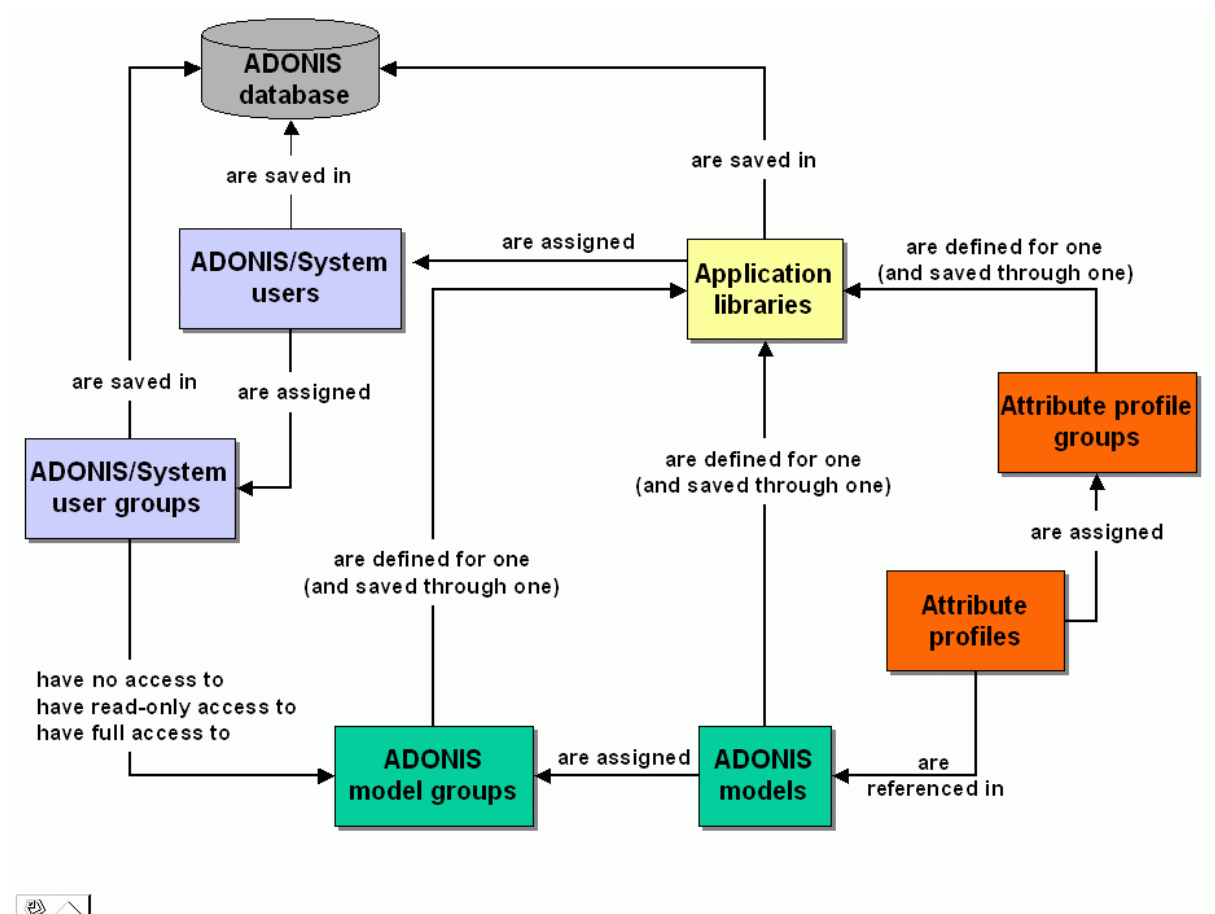 ADONIS
database
are saved in
are saved in
are assigned
are defined for one
(and saved through one)
ADONIS/System
users
Application
libraries
are saved in
are assigned
Attribute profile
groups
ADONIS/System
user groups
are defined for one
(and saved through one)
are assigned
are defined for one
(and saved through one)
Attribute
profiles
have no access to
have read-only access to
have full access to
ADONIS
model groups
are assigned
ADONIS
models
are
referenced in